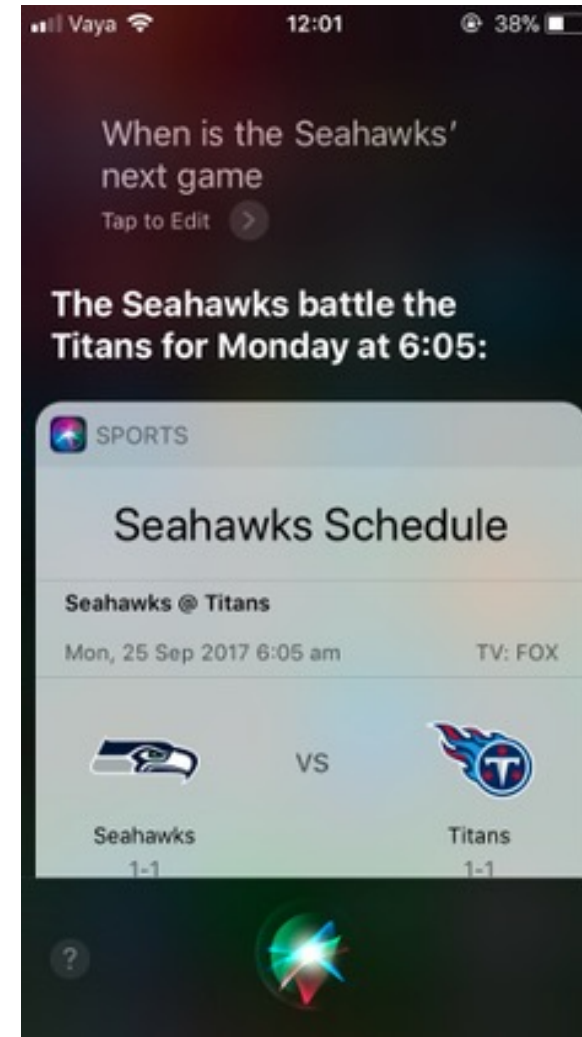 Vaya 12:01 38%
When is the Seahawks'
next game
Tap to Edit >
The Seahawks battle the
Titans for Monday at 6:05:
SPORTS
Seahawks Schedule
Seahawks @ Titans
Mon, 25 Sep 2017 6:05 am TV: FOX
VS
T
Seahawks Titans
1-1 1-1
?